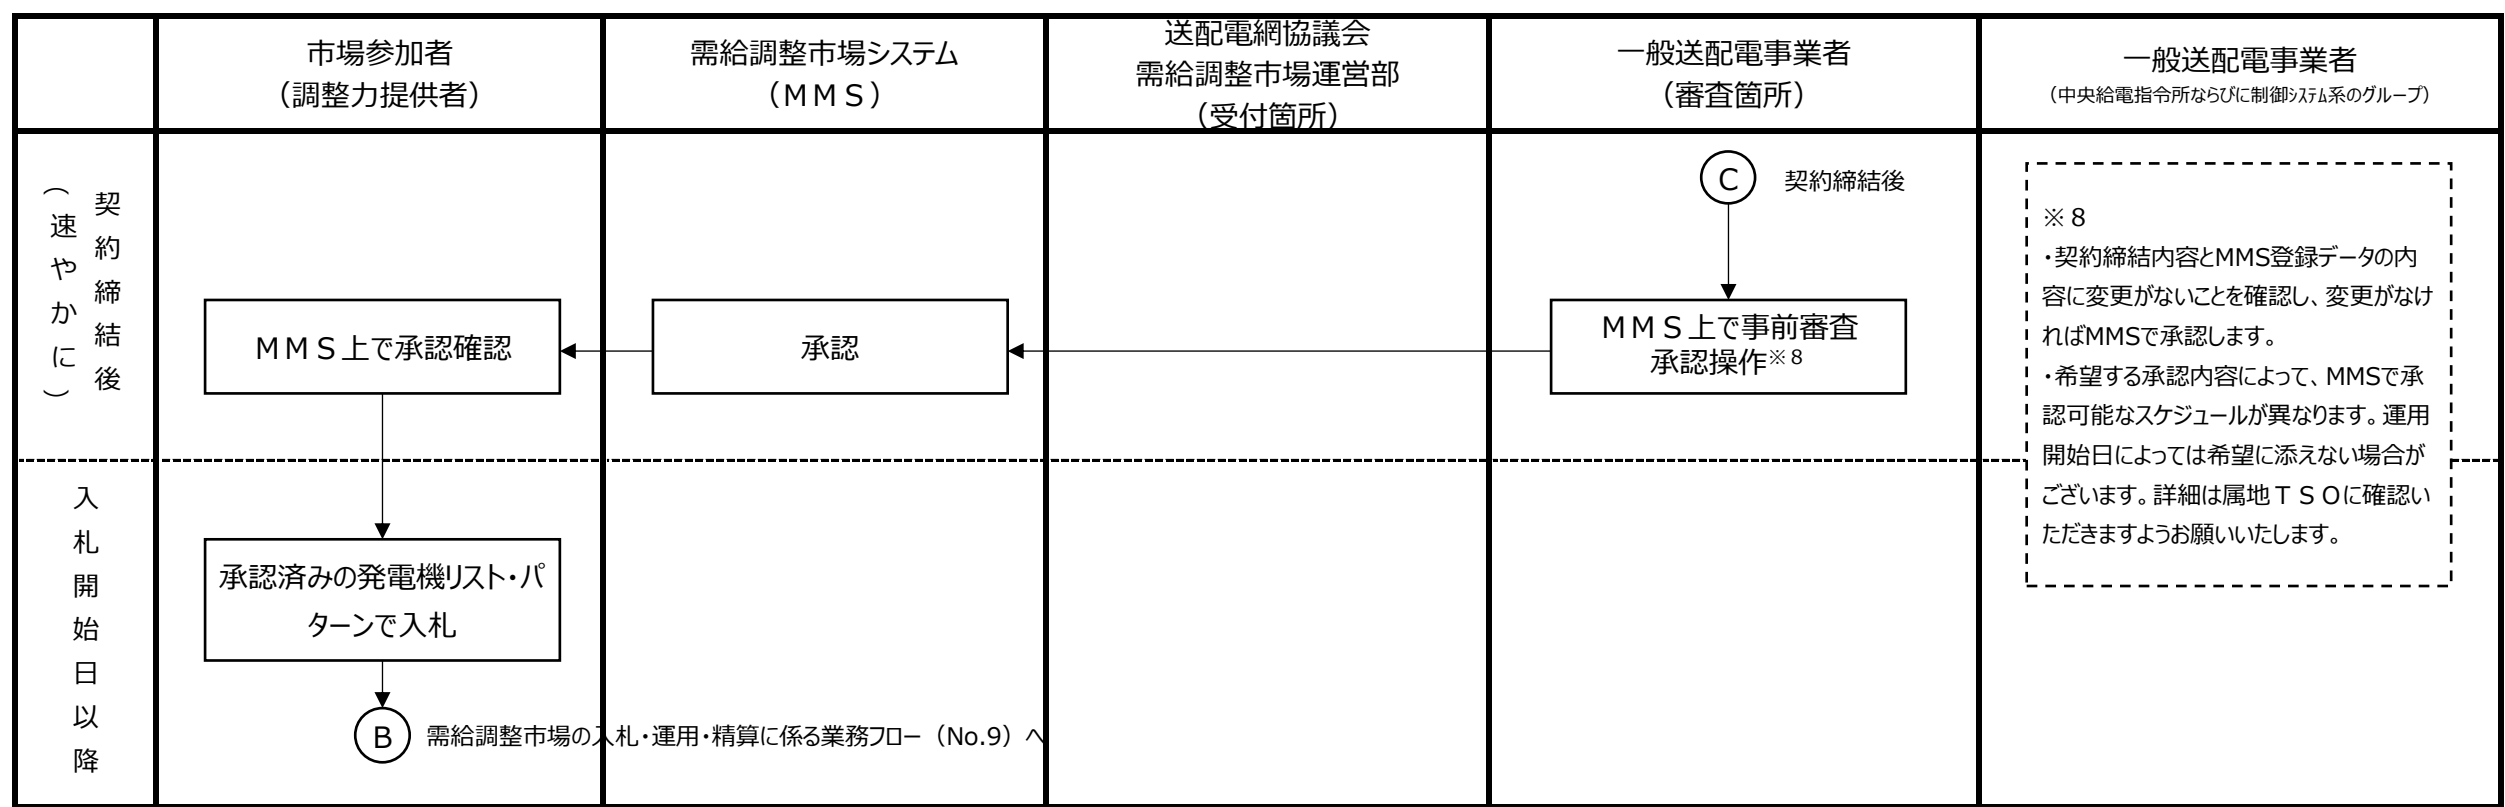 市場参加者
（調整力提供者）
需給調整市場システム
（ＭＭＳ）
送配電網協議会
需給調整市場運営部
（受付箇所）
一般送配電事業者
（審査箇所）
一般送配電事業者
（中央給電指令所ならびに制御ｼｽﾃﾑ系のグループ）
契約締結後
（速やかに）
C
契約締結後
ＭＭＳ上で事前審査
承認操作※８
承認
ＭＭＳ上で承認確認
※８
・契約締結内容とMMS登録データの内
容に変更がないことを確認し、変更がなけ
ればMMSで承認します。
・希望する承認内容によって、MMSで承
認可能なスケジュールが異なります。運用
開始日によっては希望に添えない場合が
ございます。詳細は属地ＴＳＯに確認い
ただきますようお願いいたします。
入札開始日以降
承認済みの発電機リスト・パ
ターンで入札
B
需給調整市場の入札・運用・精算に係る業務フロー（No.9）へ